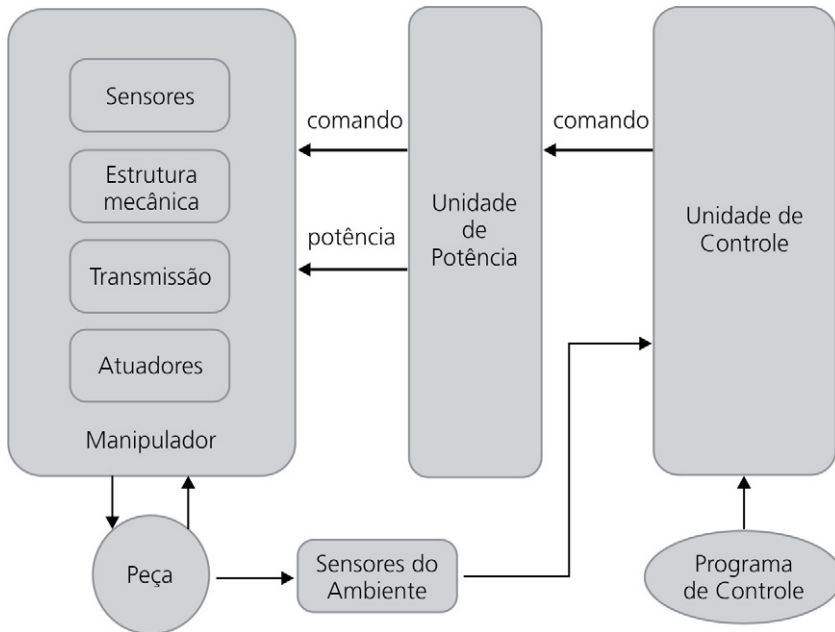 Sensores
Estrutura
mecânica
Transmissão
Atuadores
Manipulador
comando
potência
Unidade
de
Potência
comando
Unidade de
Controle
Peça
Sensores do
Ambiente
Programa
de Controle